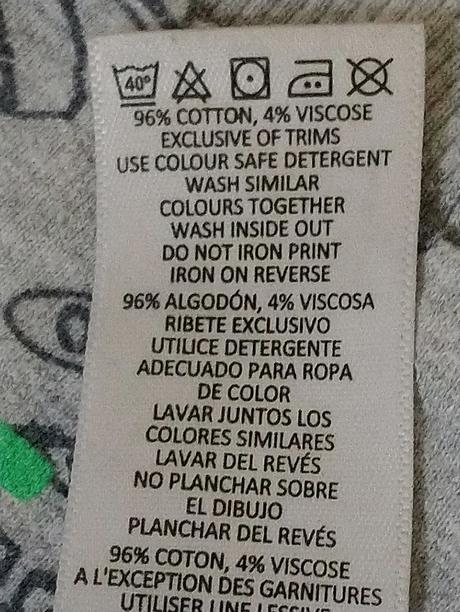 40°
96% COTTON, 4% VISCOSE
EXCLUSIVE OF TRIMS
USE COLOUR SAFE DETERGENT
WASH SIMILAR
COLOURS TOGETHER
WASH INSIDE OUT
DO NOT IRON PRINT
IRON ON REVERSE
96% ALGODÓN, 4% VISCOSA
RIBETE EXCLUSIVO
UTILICE DETERGENTE
ADECUADO PARA ROPA
DE COLOR
LAVAR JUNTOS LOS
COLORES SIMILARES
LAVAR DEL REVÉS
NO PLANCHAR SOBRE
EL DIBUJO
PLANCHAR DEL REVÉS
96% COTON, 4% VISCOSE
A L'EXCEPTION DES GARNITURES
UTILISER UNE LESSIVE